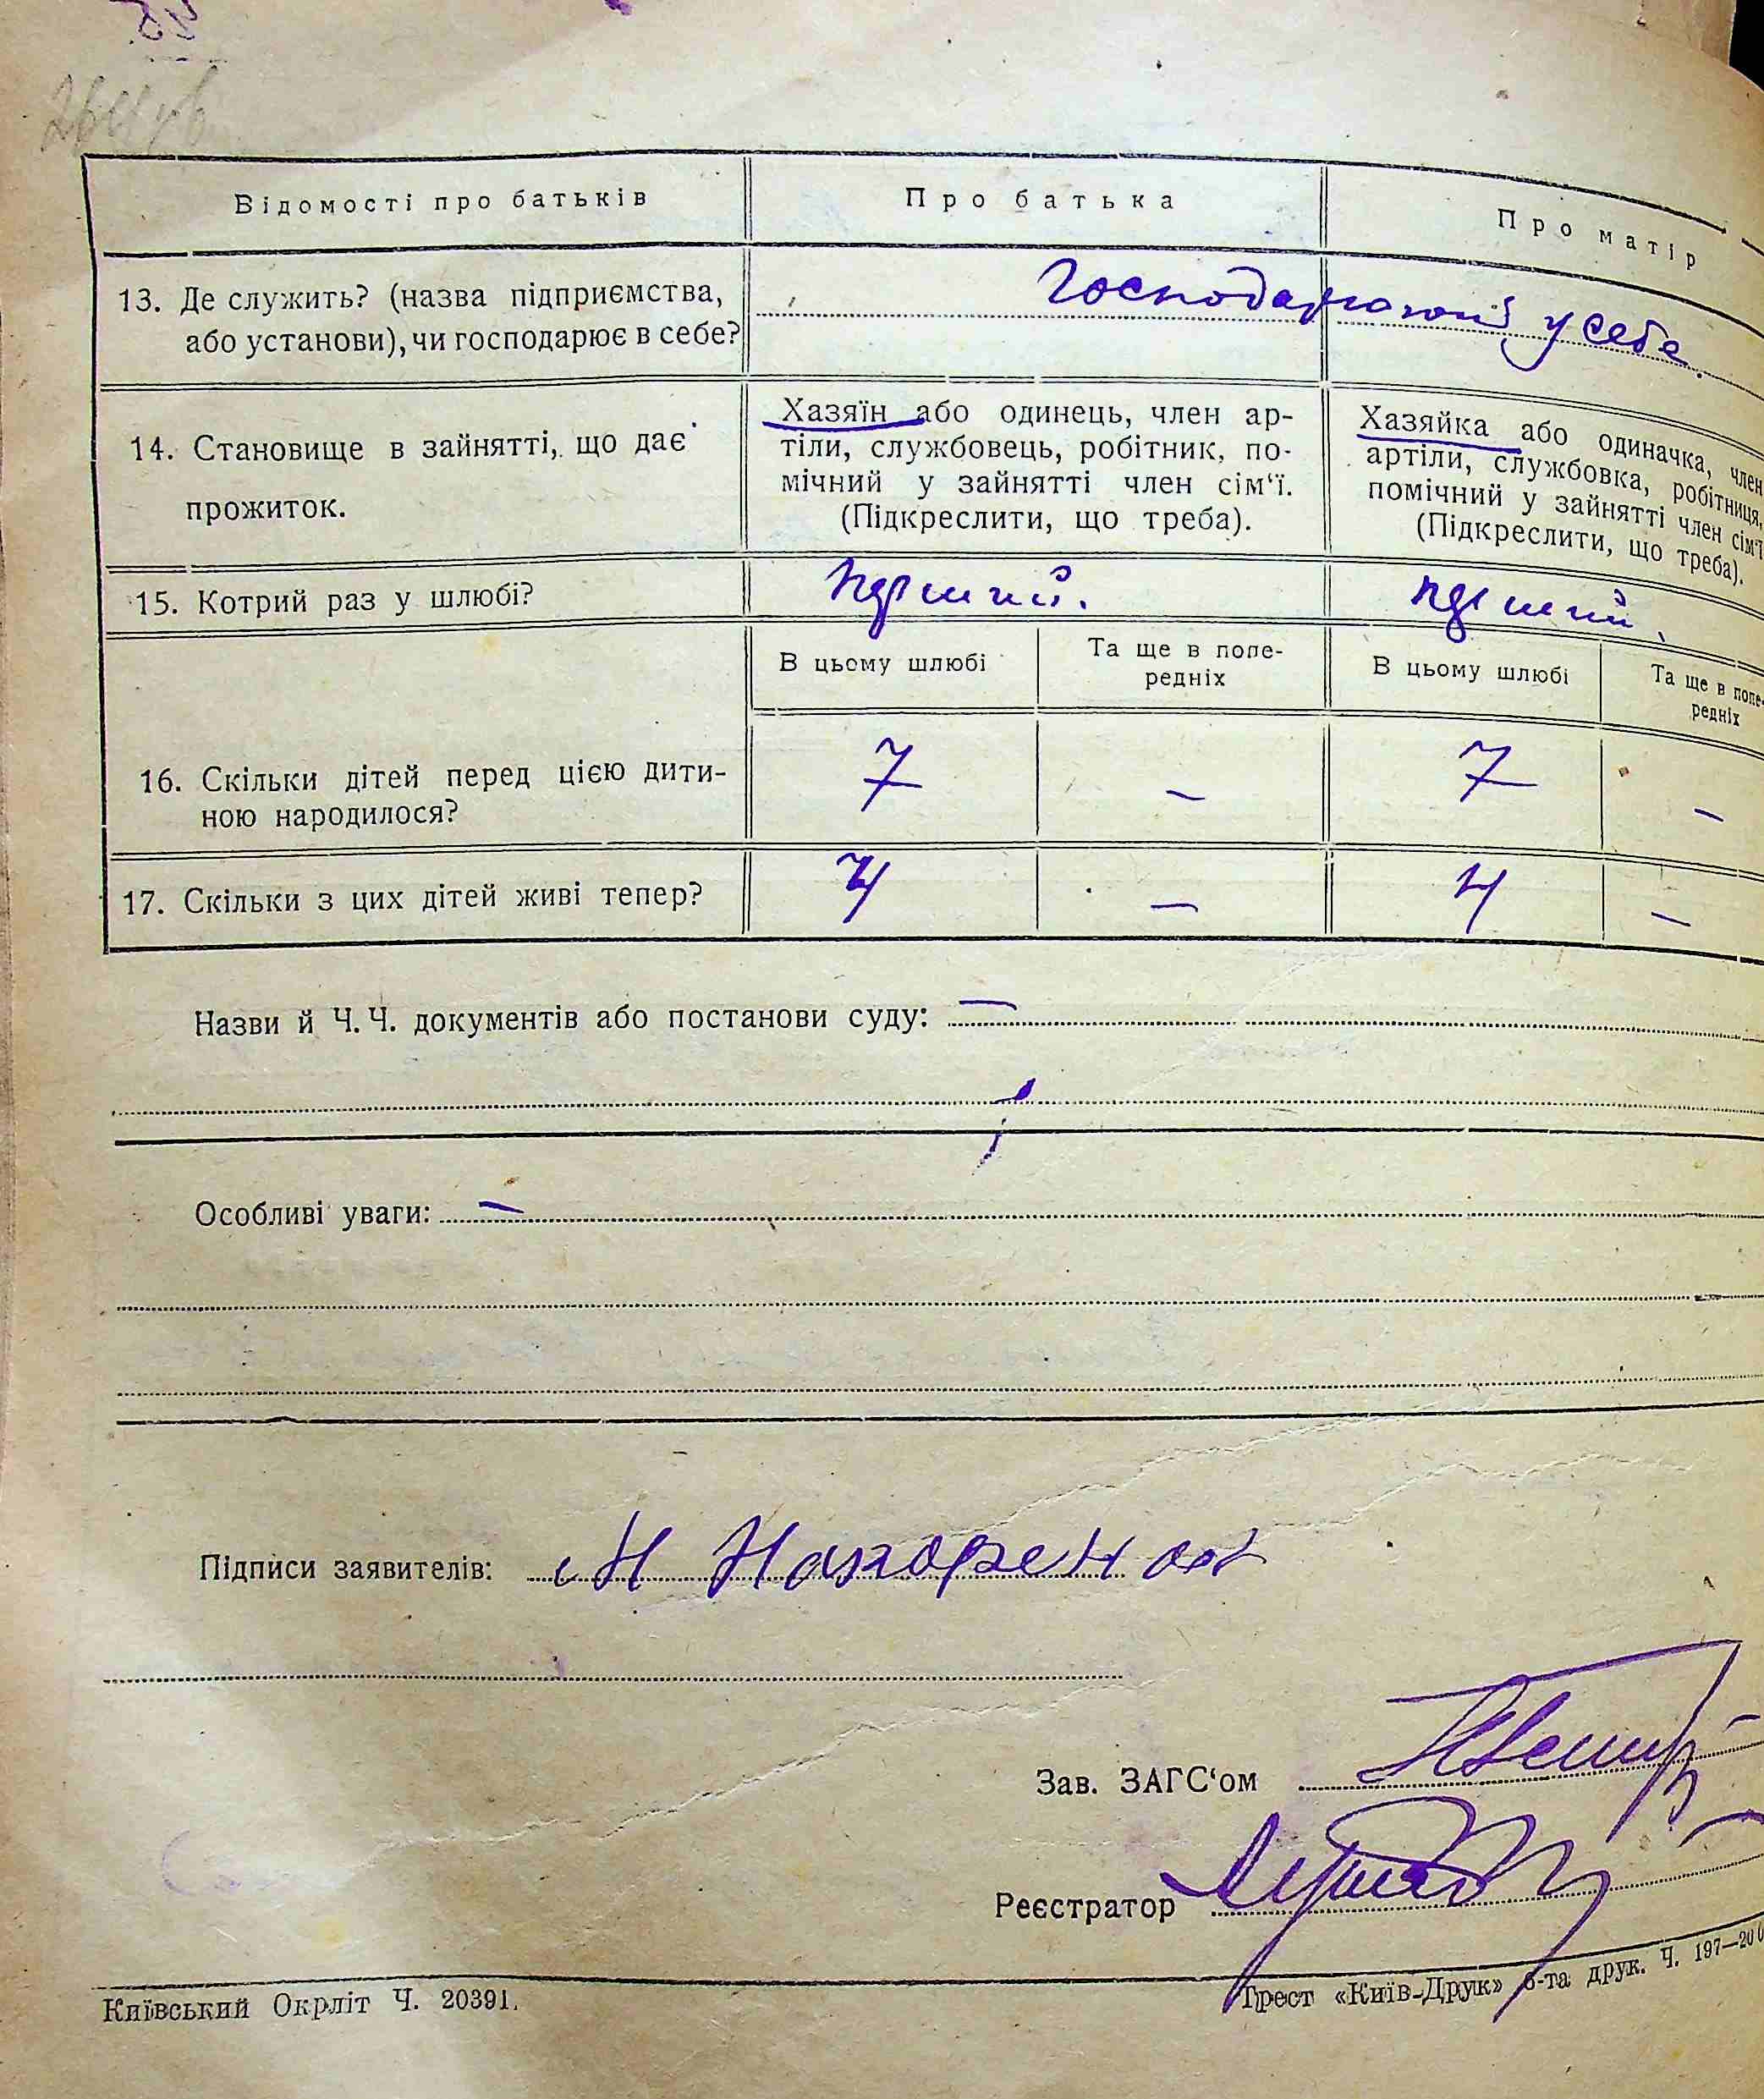 Відомості про батьків
Про батька
Про матір
13. Де служить? (назва підприємства,
або установи), чи господарює в себе?
Господарюють у себе.
14. Становище в зайнятті, що дає
прожиток.
Хазяїн або одинець, член ар-
тіли, службовець, робітник, по-
мічний у зайнятті член сім‘ї.
(Підкреслити, що треба).
Хазяйка або одиначка, член
артіли, службовка, робітниця,
помічний у зайнятті член сім‘ї
(Підкреслити, що треба).
15. Котрий раз у шлюбі?
перший.
перший.
В цьому шлюбі
Та ще в попе-
редніх
В цьому шлюбі
Та ще в попе-
редніх
16. Скільки дітей перед цією дити-
ною народилося?
7
–
7
–
17. Скільки з цих дітей живі тепер?
4
–
4
–
Назви й Ч. Ч. документів або постанови суду: –
Особливі уваги: –
Підписи заявителів: М
Зав. ЗАГС‘ом
Реєстратор
Київський Окрліт Ч. 20391.
Трест «Київ-Друк» 6-та друк. Ч. 197—200